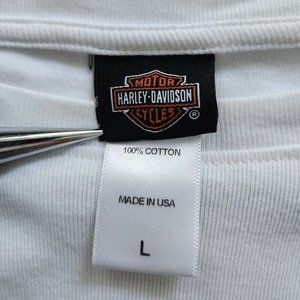 MOTOR
HARLEY-DAVIDSON
CYCLES
®
100% COTTON
MADE IN USA
L